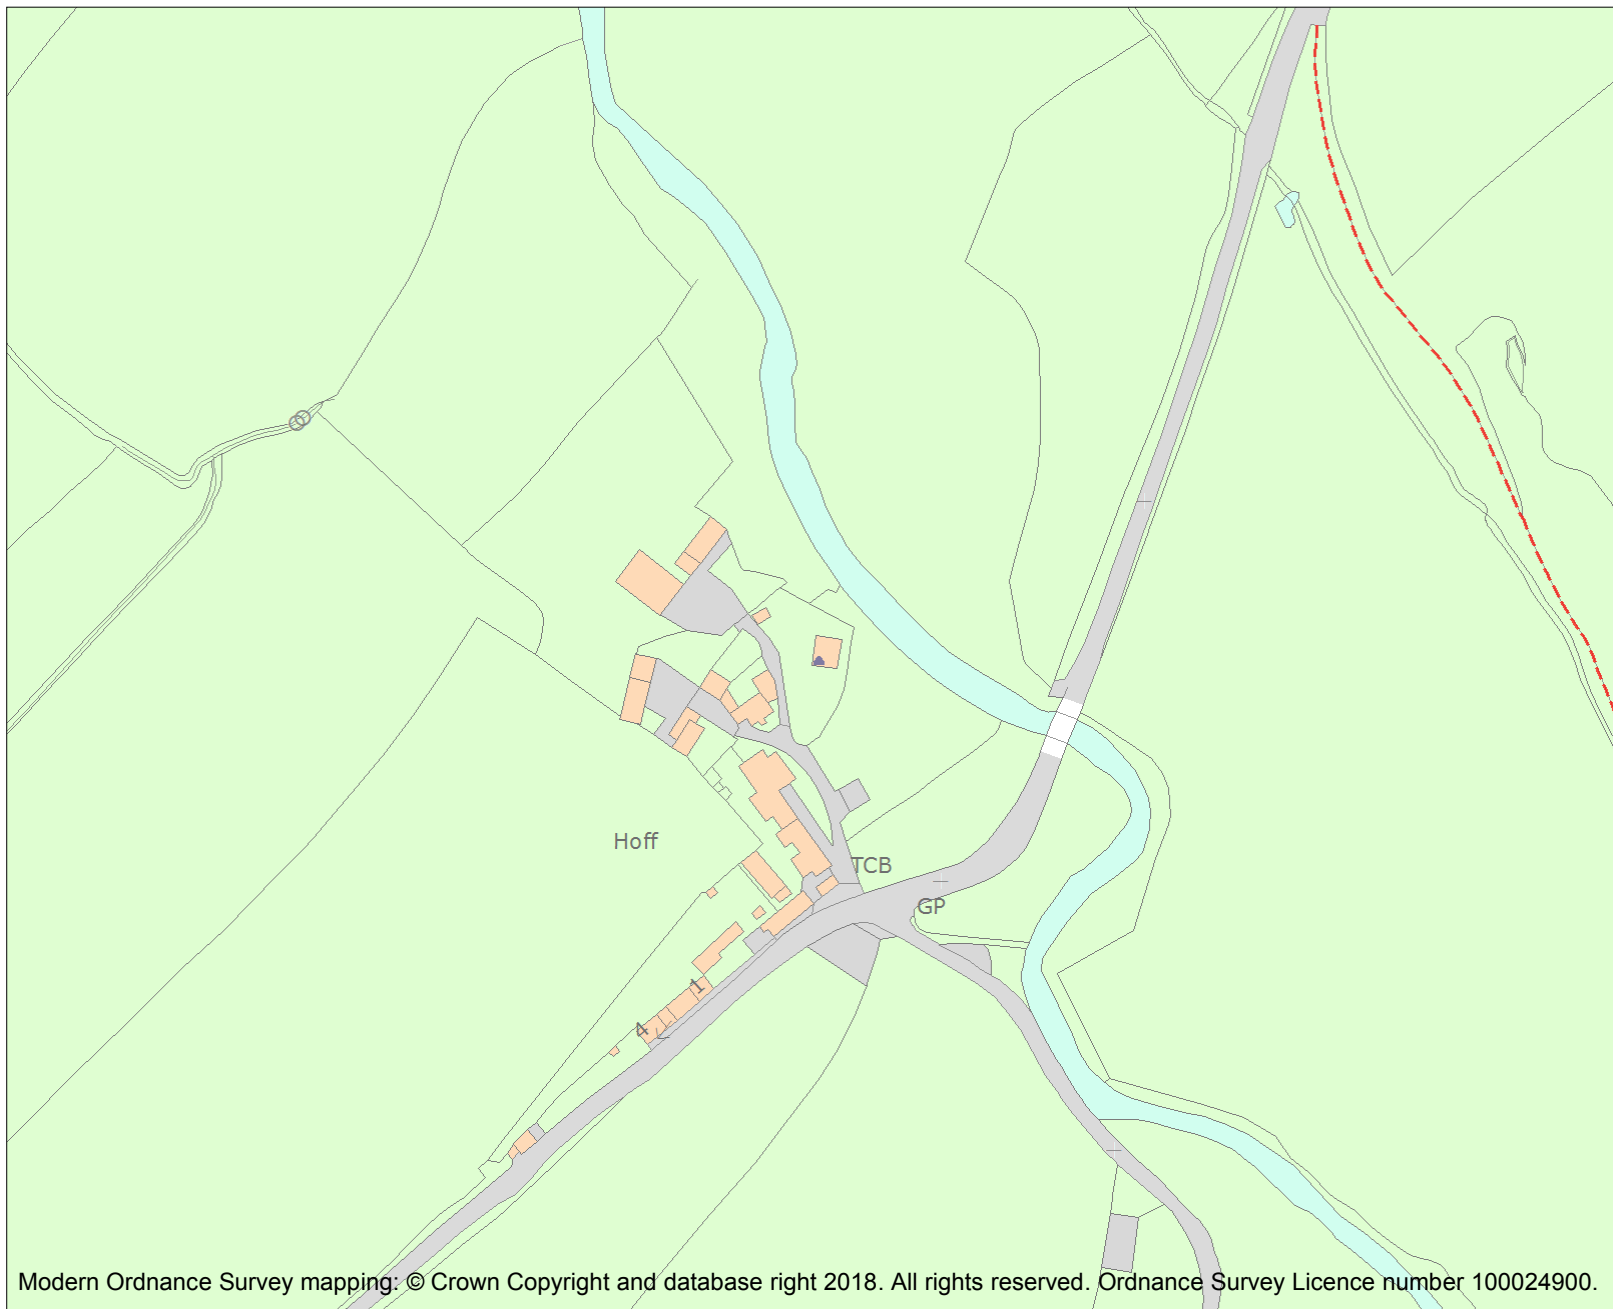 Hoff
TCB
GP
1
4
Modern Ordnance Survey mapping: © Crown Copyright and database right 2018. All rights reserved. Ordnance Survey Licence number 100024900.